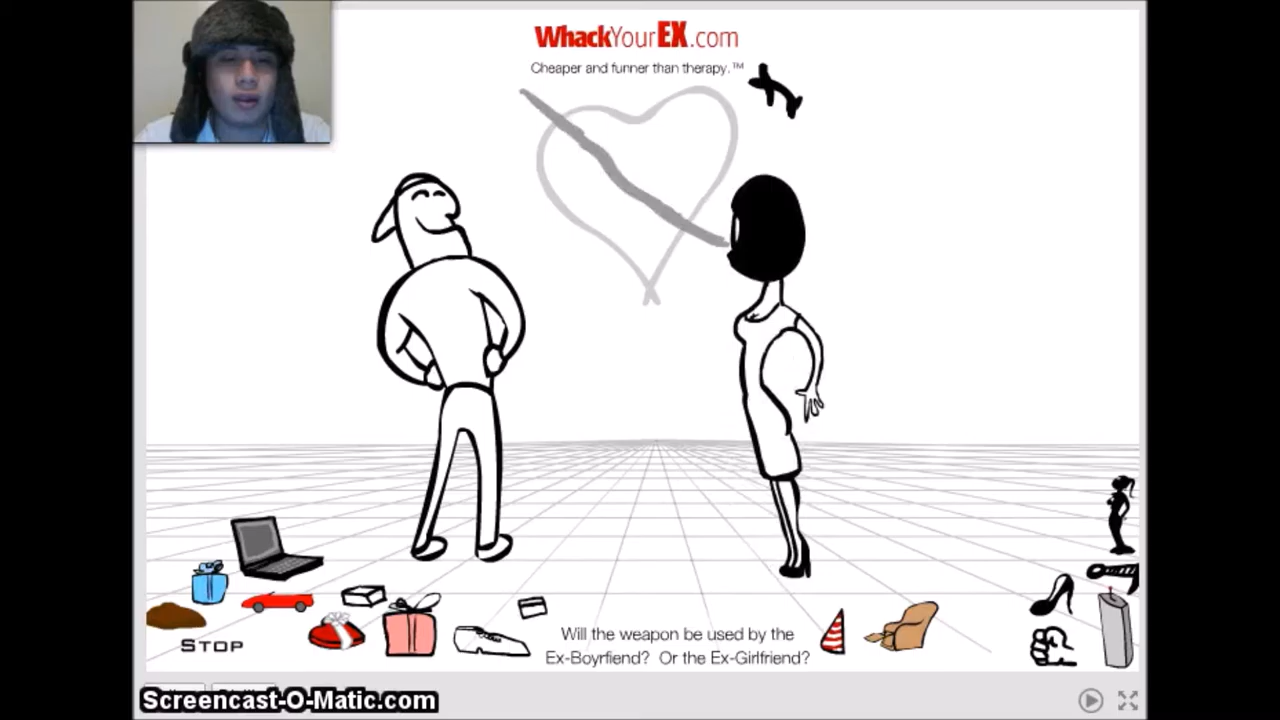 WhackYourEX.com
Cheaper and funner than therapy.™
STOP
Will the weapon be used by the
Ex-Boyrfiend? Or the Ex-Girlfriend?
Screencast-O-Matic.com